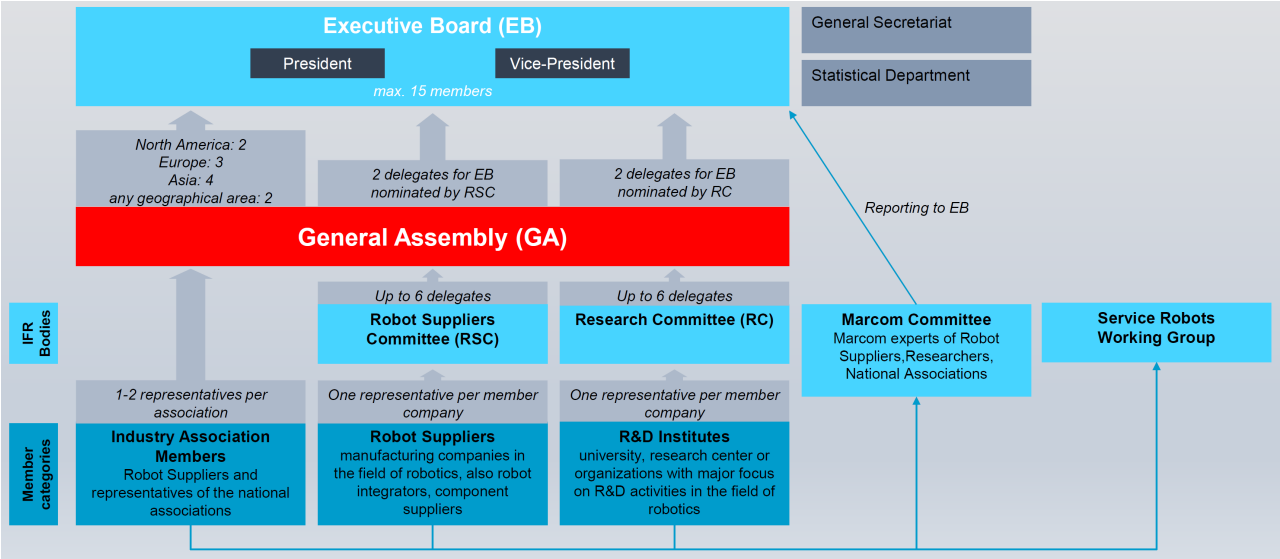 Executive Board (EB)
President
Vice-President
max. 15 members
General Secretariat
Statistical Department
North America: 2
Europe: 3
Asia: 4
any geographical area: 2
2 delegates for EB
nominated by RSC
2 delegates for EB
nominated by RC
Reporting to EB
General Assembly (GA)
IFR
Bodies
Up to 6 delegates
Robot Suppliers
Committee (RSC)
Up to 6 delegates
Research Committee (RC)
Marcom Committee
Marcom experts of Robot
Suppliers,Researchers,
National Associations
Service Robots
Working Group
1-2 representatives per
association
One representative per member
company
One representative per member
company
Member
categories
Industry Association
Members
Robot Suppliers and
representatives of the national
associations
Robot Suppliers
manufacturing companies in
the field of robotics, also robot
integrators, component
suppliers
R&D Institutes
university, research center or
organizations with major focus
on R&D activities in the field of
robotics